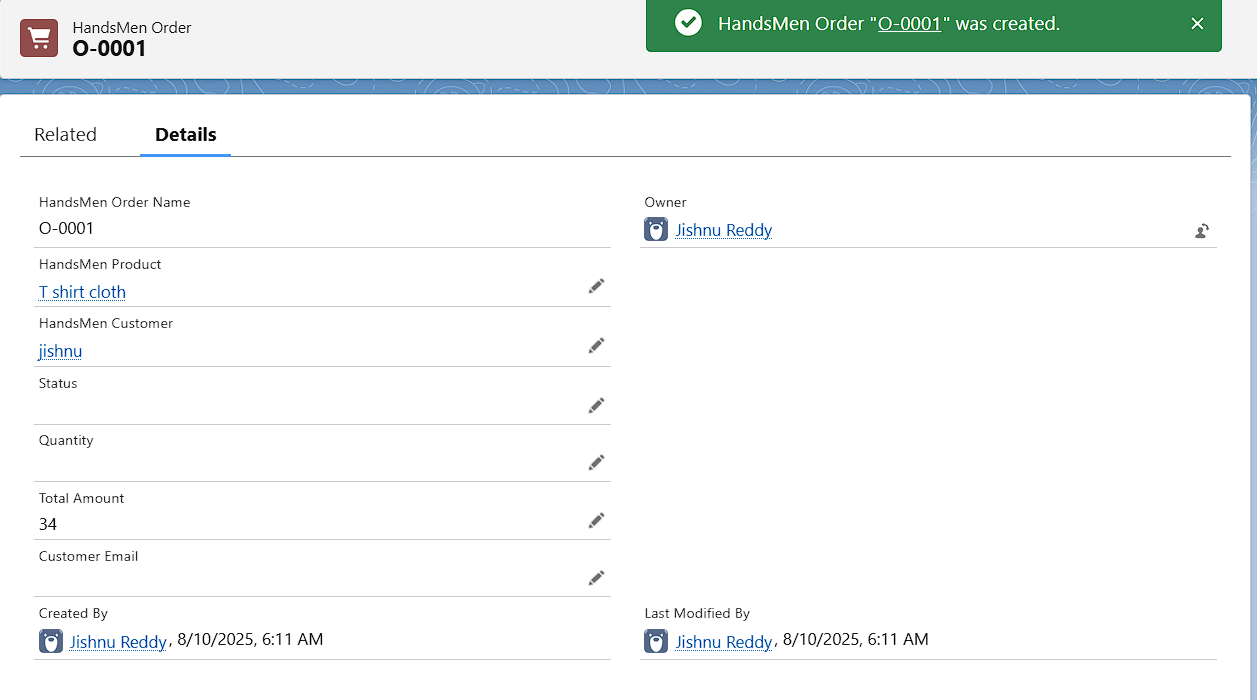 HandsMen Order
O-0001
HandsMen Order "O-0001" was created.
Related
Details
HandsMen Order Name
O-0001
Owner
Jishnu Reddy
HandsMen Product
T shirt cloth
HandsMen Customer
jishnu
Status
Quantity
Total Amount
34
Customer Email
Created By
Jishnu Reddy, 8/10/2025, 6:11 AM
Last Modified By
Jishnu Reddy, 8/10/2025, 6:11 AM